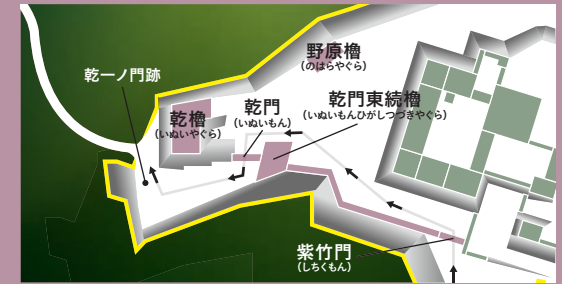 野原櫓
(のはらやぐら)
乾一ノ門跡
乾櫓
(いぬいやぐら)
乾門
(いぬいもん)
乾門東続櫓
(いぬいもんひがしつづきやぐら)
紫竹門
(しちくもん)